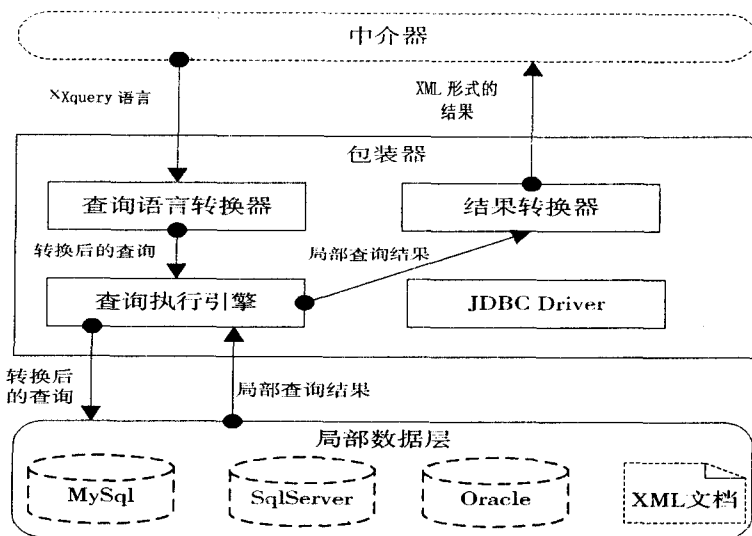 中介器
×Xquery 语言
XML 形式的
结果
包装器
查询语言转换器
结果转换器
转换后的查询
局部查询结果
查询执行引擎
JDBC Driver
转换后
的查询
局部查询结果
局部数据层
MySql
SqlServer
Oracle
XML文档